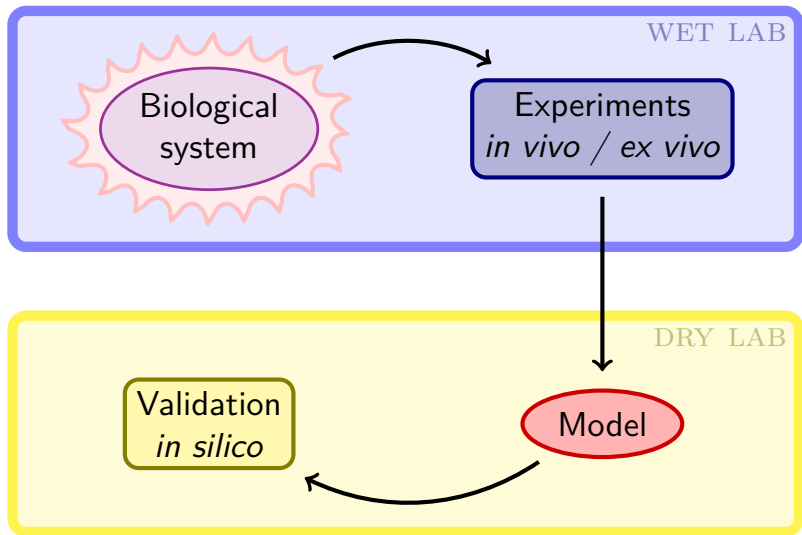 WET LAB
Biological
system
Experiments
in vivo / ex vivo
DRY LAB
Validation
in silico
Model